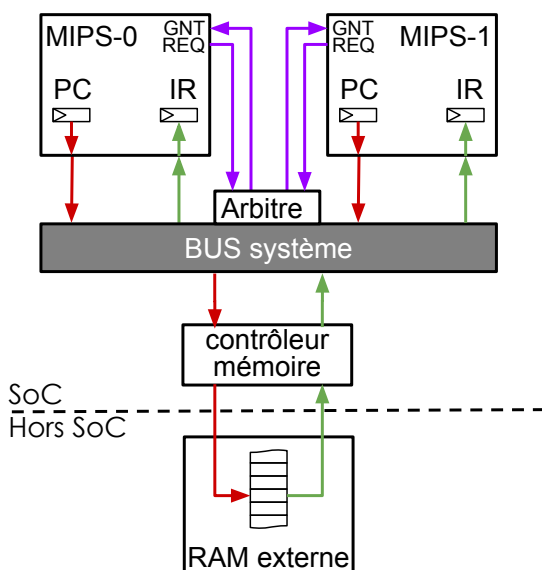 MIPS-0
GNT
REQ
PC
IR
GNT
REQ
MIPS-1
PC
IR
Arbitre
BUS système
contrôleur
mémoire
SoC
Hors SoC
RAM externe